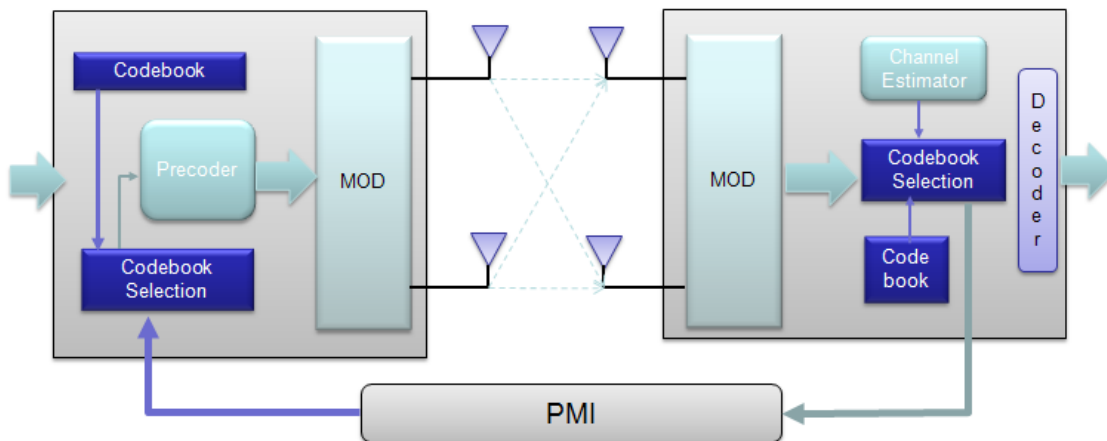 Codebook
Precoder
Codebook
Selection
MOD
MOD
Channel
Estimator
Codebook
Selection
Code
book
D
e
c
o
d
e
r
PMI